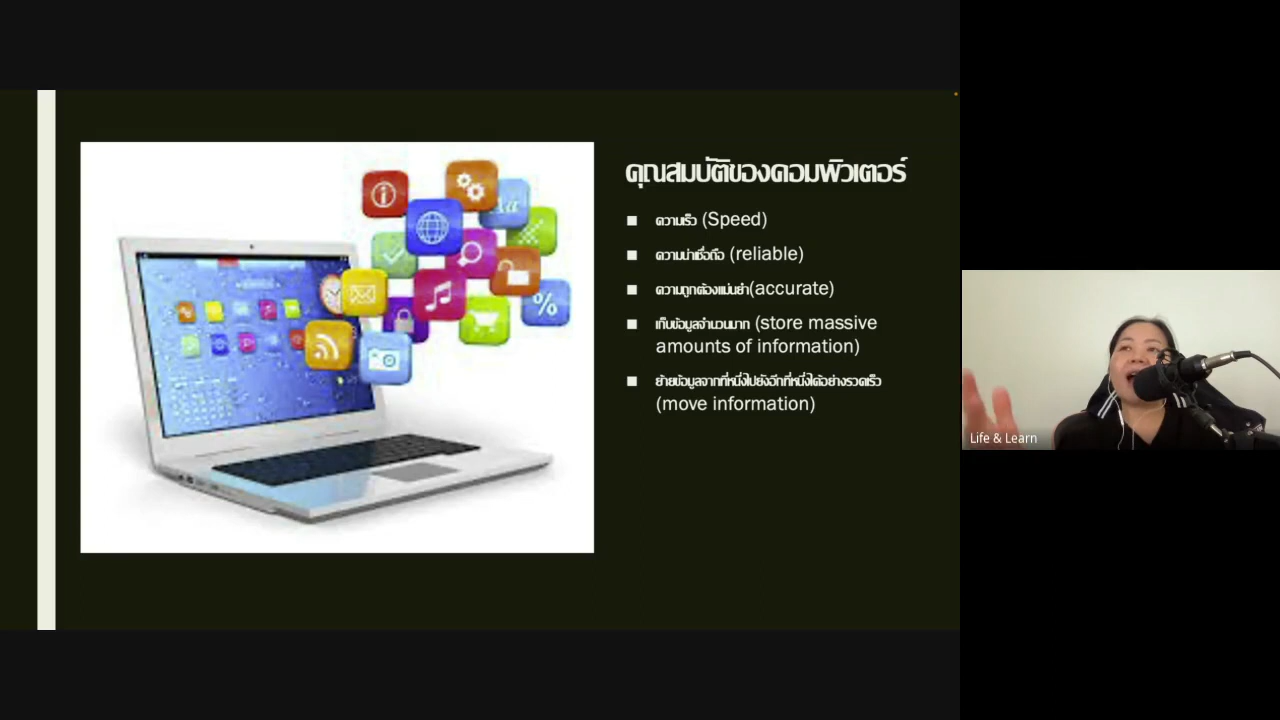 คุณสมบัติของคอมพิวเตอร์
ความเร็ว (Speed)
ความน่าเชื่อถือ (reliable)
ความถูกต้องแม่นยำ(accurate)
เก็บข้อมูลจำนวนมาก (store massive
amounts of information)
ย้ายข้อมูลจากที่หนึ่งไปยังอีกที่หนึ่งได้อย่างรวดเร็ว
(move information)
%
Life & Learn